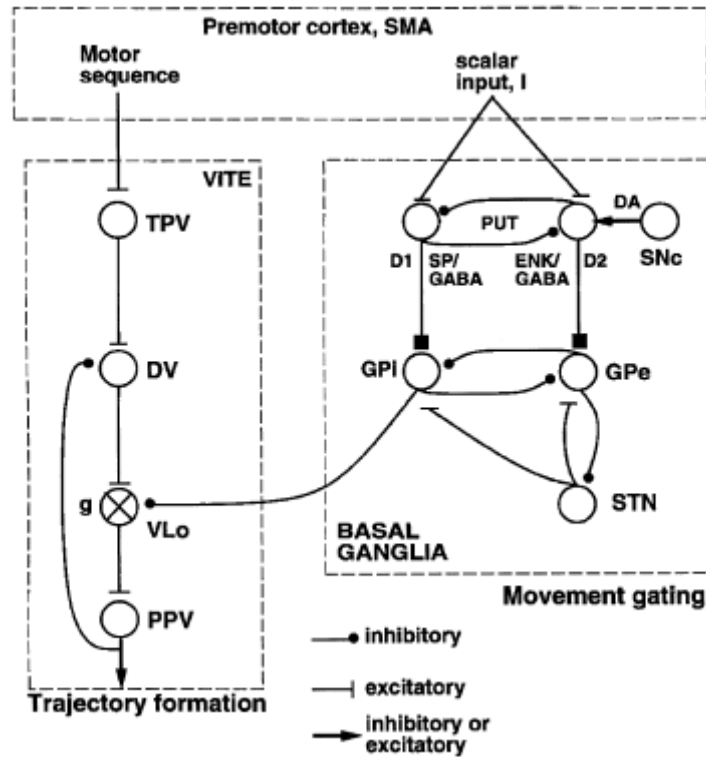 Premotor cortex, SMA
Motor
sequence
scalar
input, I
VITE
TPV
PUT
DA
SNc
D1
SP/
GABA
ENK/
GABA
D2
DV
GPi
GPe
g
VLo
STN
BASAL
GANGLIA
PPV
Movement gating
Trajectory formation
inhibitory
excitatory
inhibitory or
excitatory